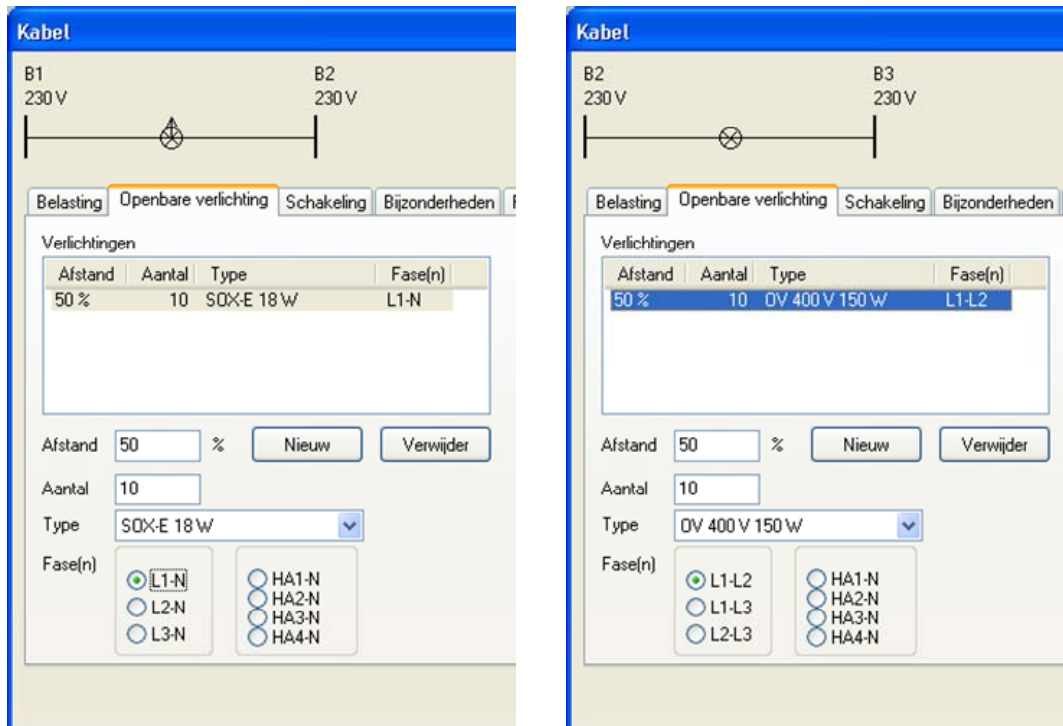 Kabel
B1 B2
230 V 230 V
Belasting Openbare verlichting Schakeling Bijzonderheden
Verlichtingen
Afstand Aantal Type Fase(n)
50 % 10 SOX-E 18 W L1-N
Afstand 50 % Nieuw Verwijder
Aantal 10
Type SOX-E 18 W
Fase(n)
L1-N HA1-N
L2-N HA2-N
L3-N HA3-N
HA4-N
Kabel
B2 B3
230 V 230 V
Belasting Openbare verlichting Schakeling Bijzonderheden
Verlichtingen
Afstand Aantal Type Fase(n)
50 % 10 OV 400 V 150 W L1-L2
Afstand 50 % Nieuw Verwijder
Aantal 10
Type OV 400 V 150 W
Fase(n)
L1-L2 HA1-N
L1-L3 HA2-N
L2-L3 HA3-N
HA4-N